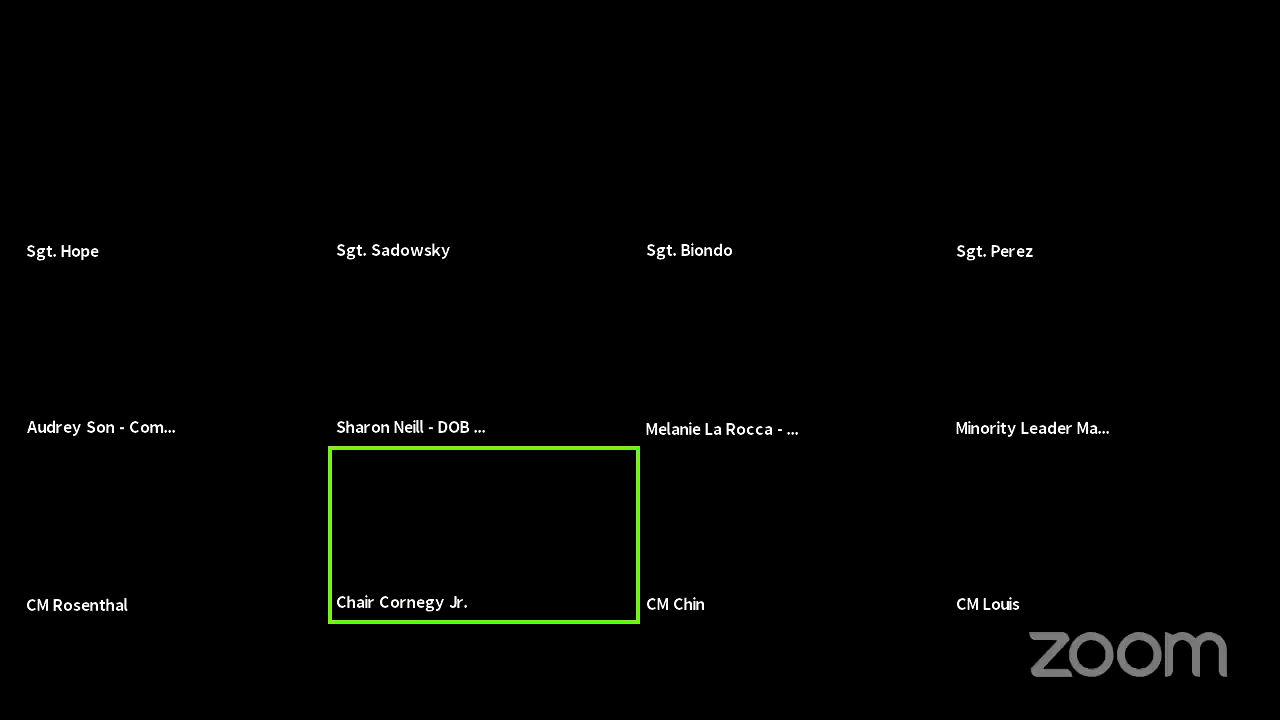 Sgt. Hope
Sgt. Sadowsky
Sgt. Biondo
Sgt. Perez
Audrey Son - Com...
Sharon Neill - DOB ...
Melanie La Rocca - ...
Minority Leader Ma...
CM Rosenthal
Chair Cornegy Jr.
CM Chin
CM Louis
zoom